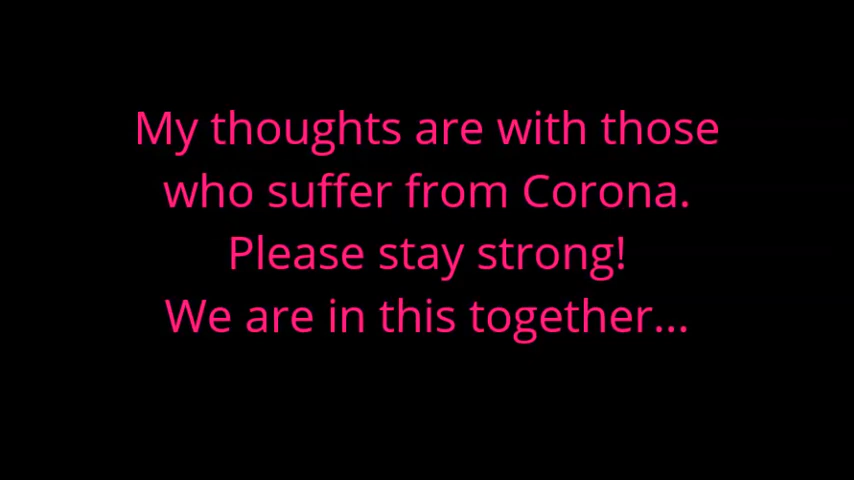 My thoughts are with those
who suffer from Corona.
Please stay strong!
We are in this together...